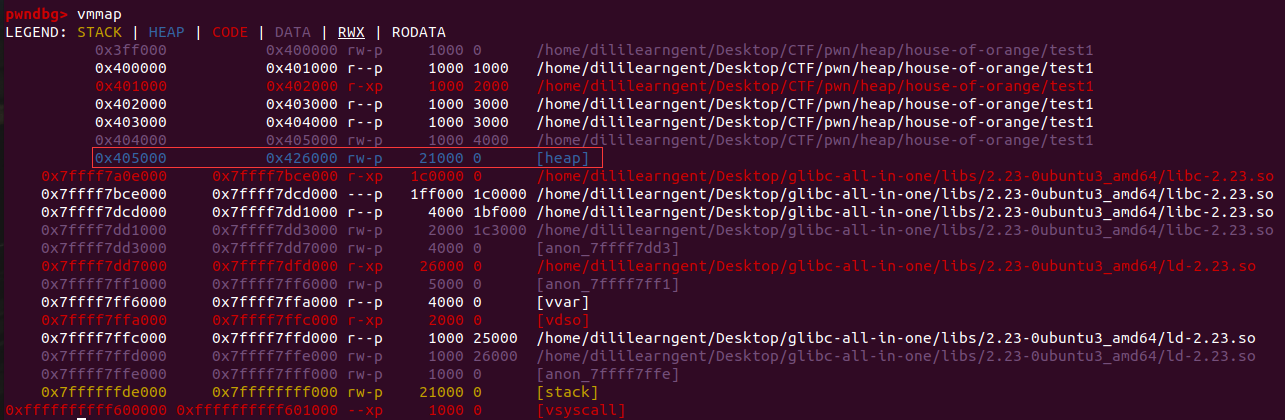 pwndbg> vmmap
LEGEND: STACK | HEAP | CODE | DATA | RWX | RODATA
0x3ff000 0x400000 rw-p 1000 0 /home/dililearngent/Desktop/CTF/pwn/heap/house-of-orange/test1
0x400000 0x401000 r--p 1000 1000 /home/dililearngent/Desktop/CTF/pwn/heap/house-of-orange/test1
0x401000 0x402000 r-xp 1000 2000 /home/dililearngent/Desktop/CTF/pwn/heap/house-of-orange/test1
0x402000 0x403000 r--p 1000 3000 /home/dililearngent/Desktop/CTF/pwn/heap/house-of-orange/test1
0x403000 0x404000 r--p 1000 3000 /home/dililearngent/Desktop/CTF/pwn/heap/house-of-orange/test1
0x404000 0x405000 rw-p 1000 4000 /home/dililearngent/Desktop/CTF/pwn/heap/house-of-orange/test1
0x405000 0x426000 rw-p 21000 0 [heap]
0x7ffff7a0e000 0x7ffff7bce000 r-xp 1c0000 0 /home/dililearngent/Desktop/glibc-all-in-one/libs/2.23-0ubuntu3_amd64/libc-2.23.so
0x7ffff7bce000 0x7ffff7dcd000 ---p 1ff000 1c0000 /home/dililearngent/Desktop/glibc-all-in-one/libs/2.23-0ubuntu3_amd64/libc-2.23.so
0x7ffff7dcd000 0x7ffff7dd1000 r--p 4000 1bf000 /home/dililearngent/Desktop/glibc-all-in-one/libs/2.23-0ubuntu3_amd64/libc-2.23.so
0x7ffff7dd1000 0x7ffff7dd3000 rw-p 2000 1c3000 /home/dililearngent/Desktop/glibc-all-in-one/libs/2.23-0ubuntu3_amd64/libc-2.23.so
0x7ffff7dd3000 0x7ffff7dd7000 rw-p 4000 0 [anon_7ffff7dd3]
0x7ffff7dd7000 0x7ffff7dfd000 r-xp 26000 0 /home/dililearngent/Desktop/glibc-all-in-one/libs/2.23-0ubuntu3_amd64/ld-2.23.so
0x7ffff7ff1000 0x7ffff7ff6000 rw-p 5000 0 [anon_7ffff7ff1]
0x7ffff7ff6000 0x7ffff7ffa000 r--p 4000 0 [vvar]
0x7ffff7ffa000 0x7ffff7ffc000 r-xp 2000 0 [vdso]
0x7ffff7ffc000 0x7ffff7ffd000 r--p 1000 25000 /home/dililearngent/Desktop/glibc-all-in-one/libs/2.23-0ubuntu3_amd64/ld-2.23.so
0x7ffff7ffd000 0x7ffff7ffe000 rw-p 1000 26000 /home/dililearngent/Desktop/glibc-all-in-one/libs/2.23-0ubuntu3_amd64/ld-2.23.so
0x7ffff7ffe000 0x7ffff7fff000 rw-p 1000 0 [anon_7ffff7ffe]
0x7ffffffde000 0x7ffffffff000 rw-p 21000 0 [stack]
0xffffffffff600000 0xffffffffff601000 --xp 1000 0 [vsyscall]